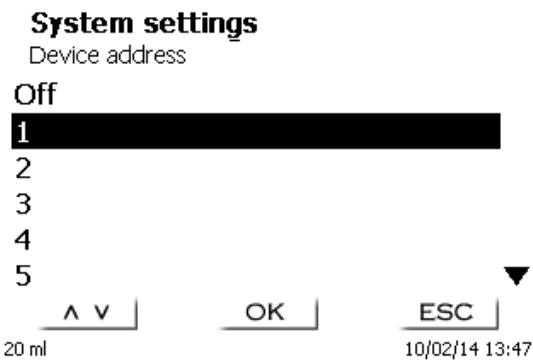 System settings
Device address
Off
1
2
3
4
5
∧ ∨ OK ESC
20 ml 10/02/14 13:47